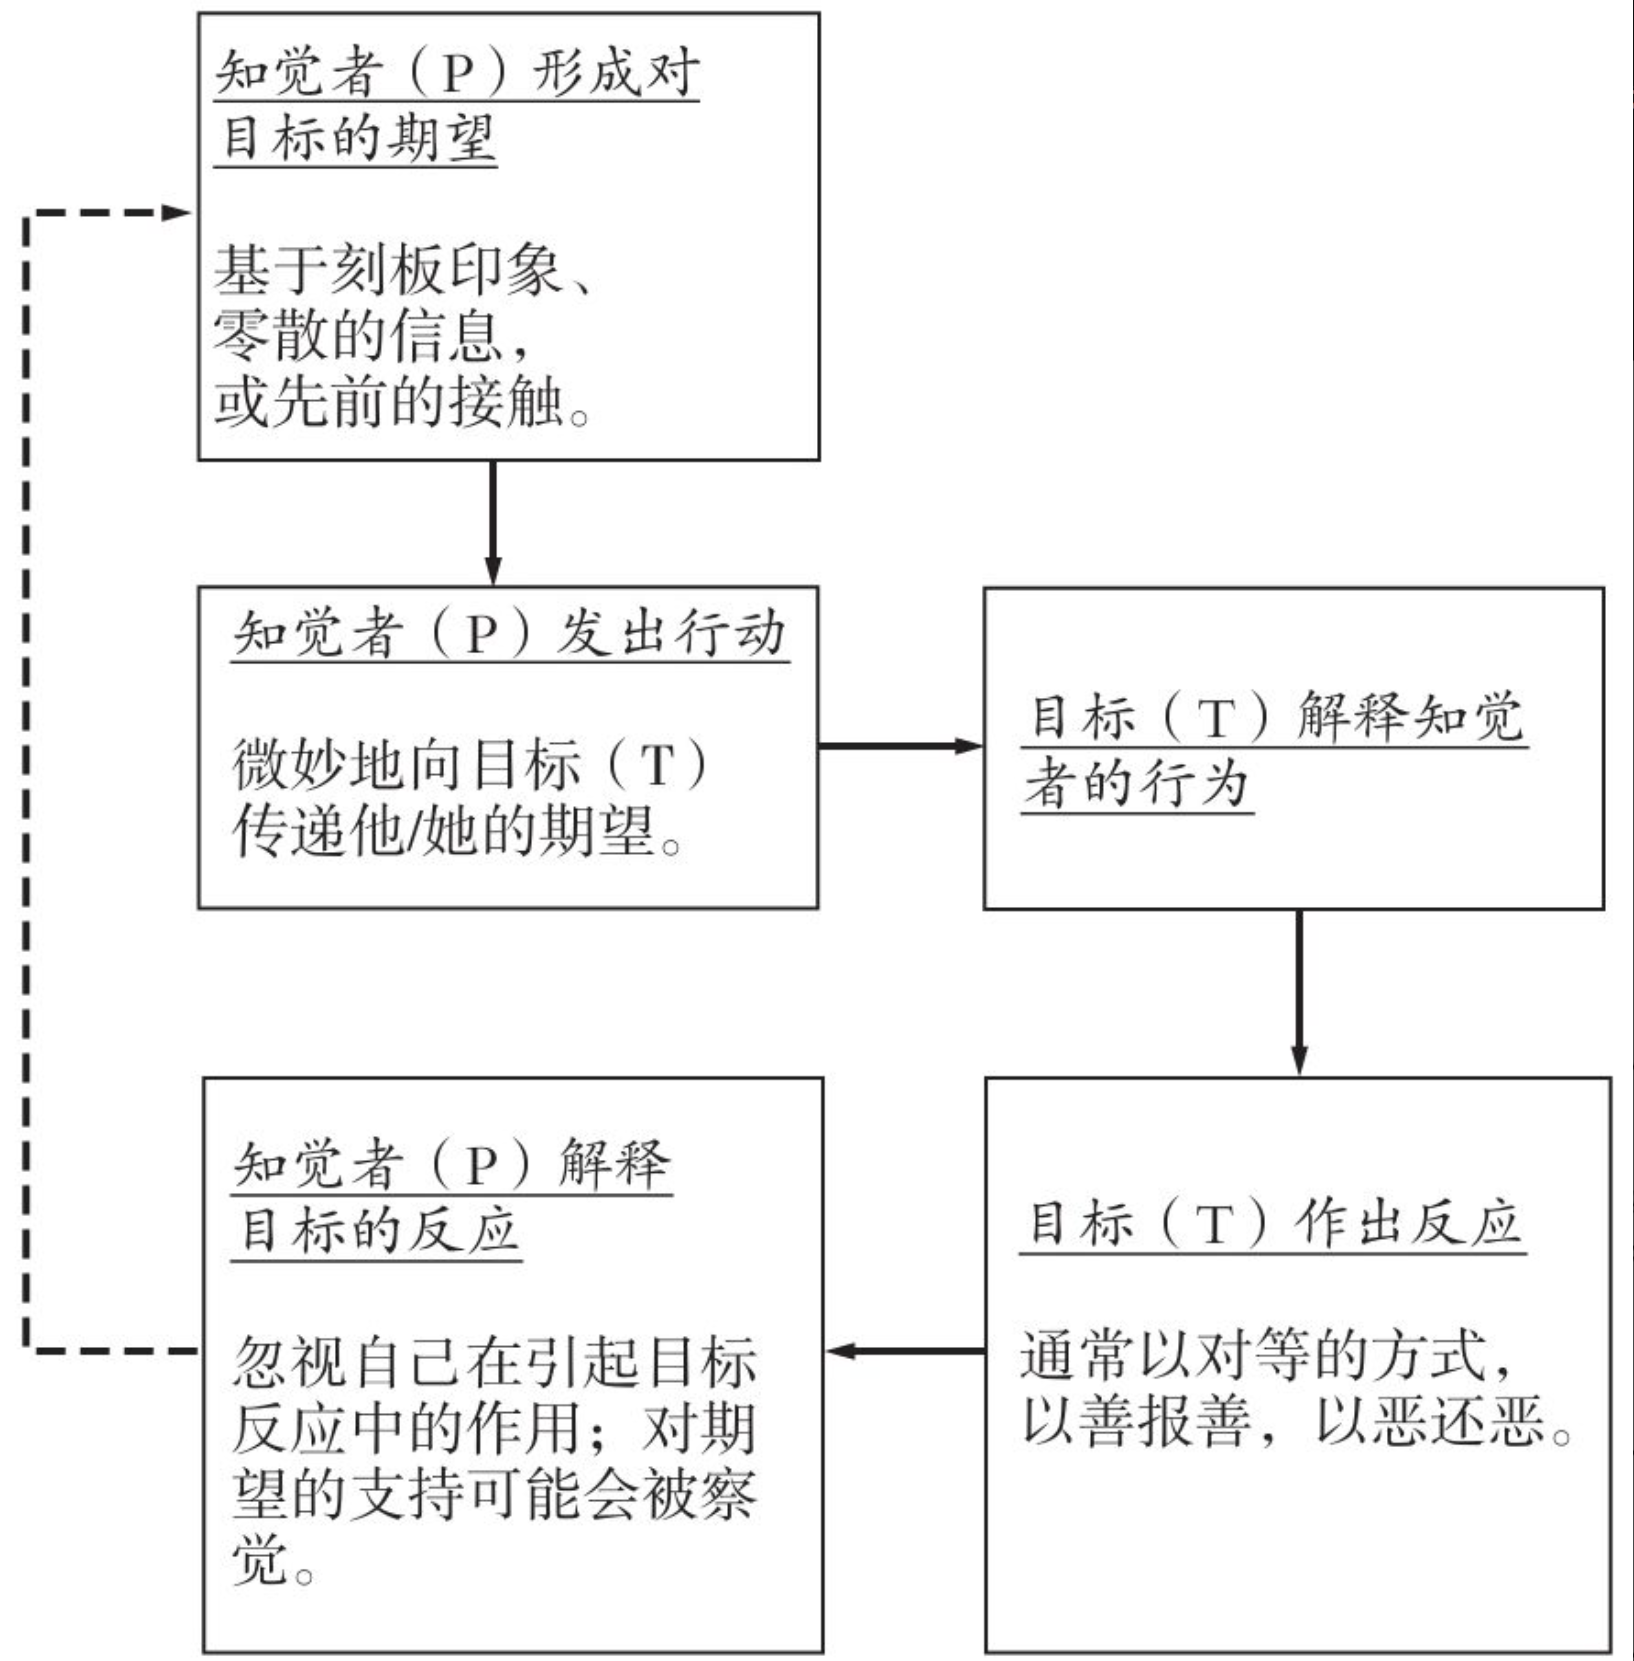 知觉者（P）形成对
目标的期望
基于刻板印象、
零散的信息，
或先前的接触。
知觉者（P）发出行动
微妙地向目标（T）
传递他/她的期望。
目标（T）解释知觉
者的行为
目标（T）作出反应
通常以对等的方式，
以善报善，以恶还恶。
知觉者（P）解释
目标的反应
忽视自己在引起目标
反应中的作用；对期
望的支持可能会被察
觉。